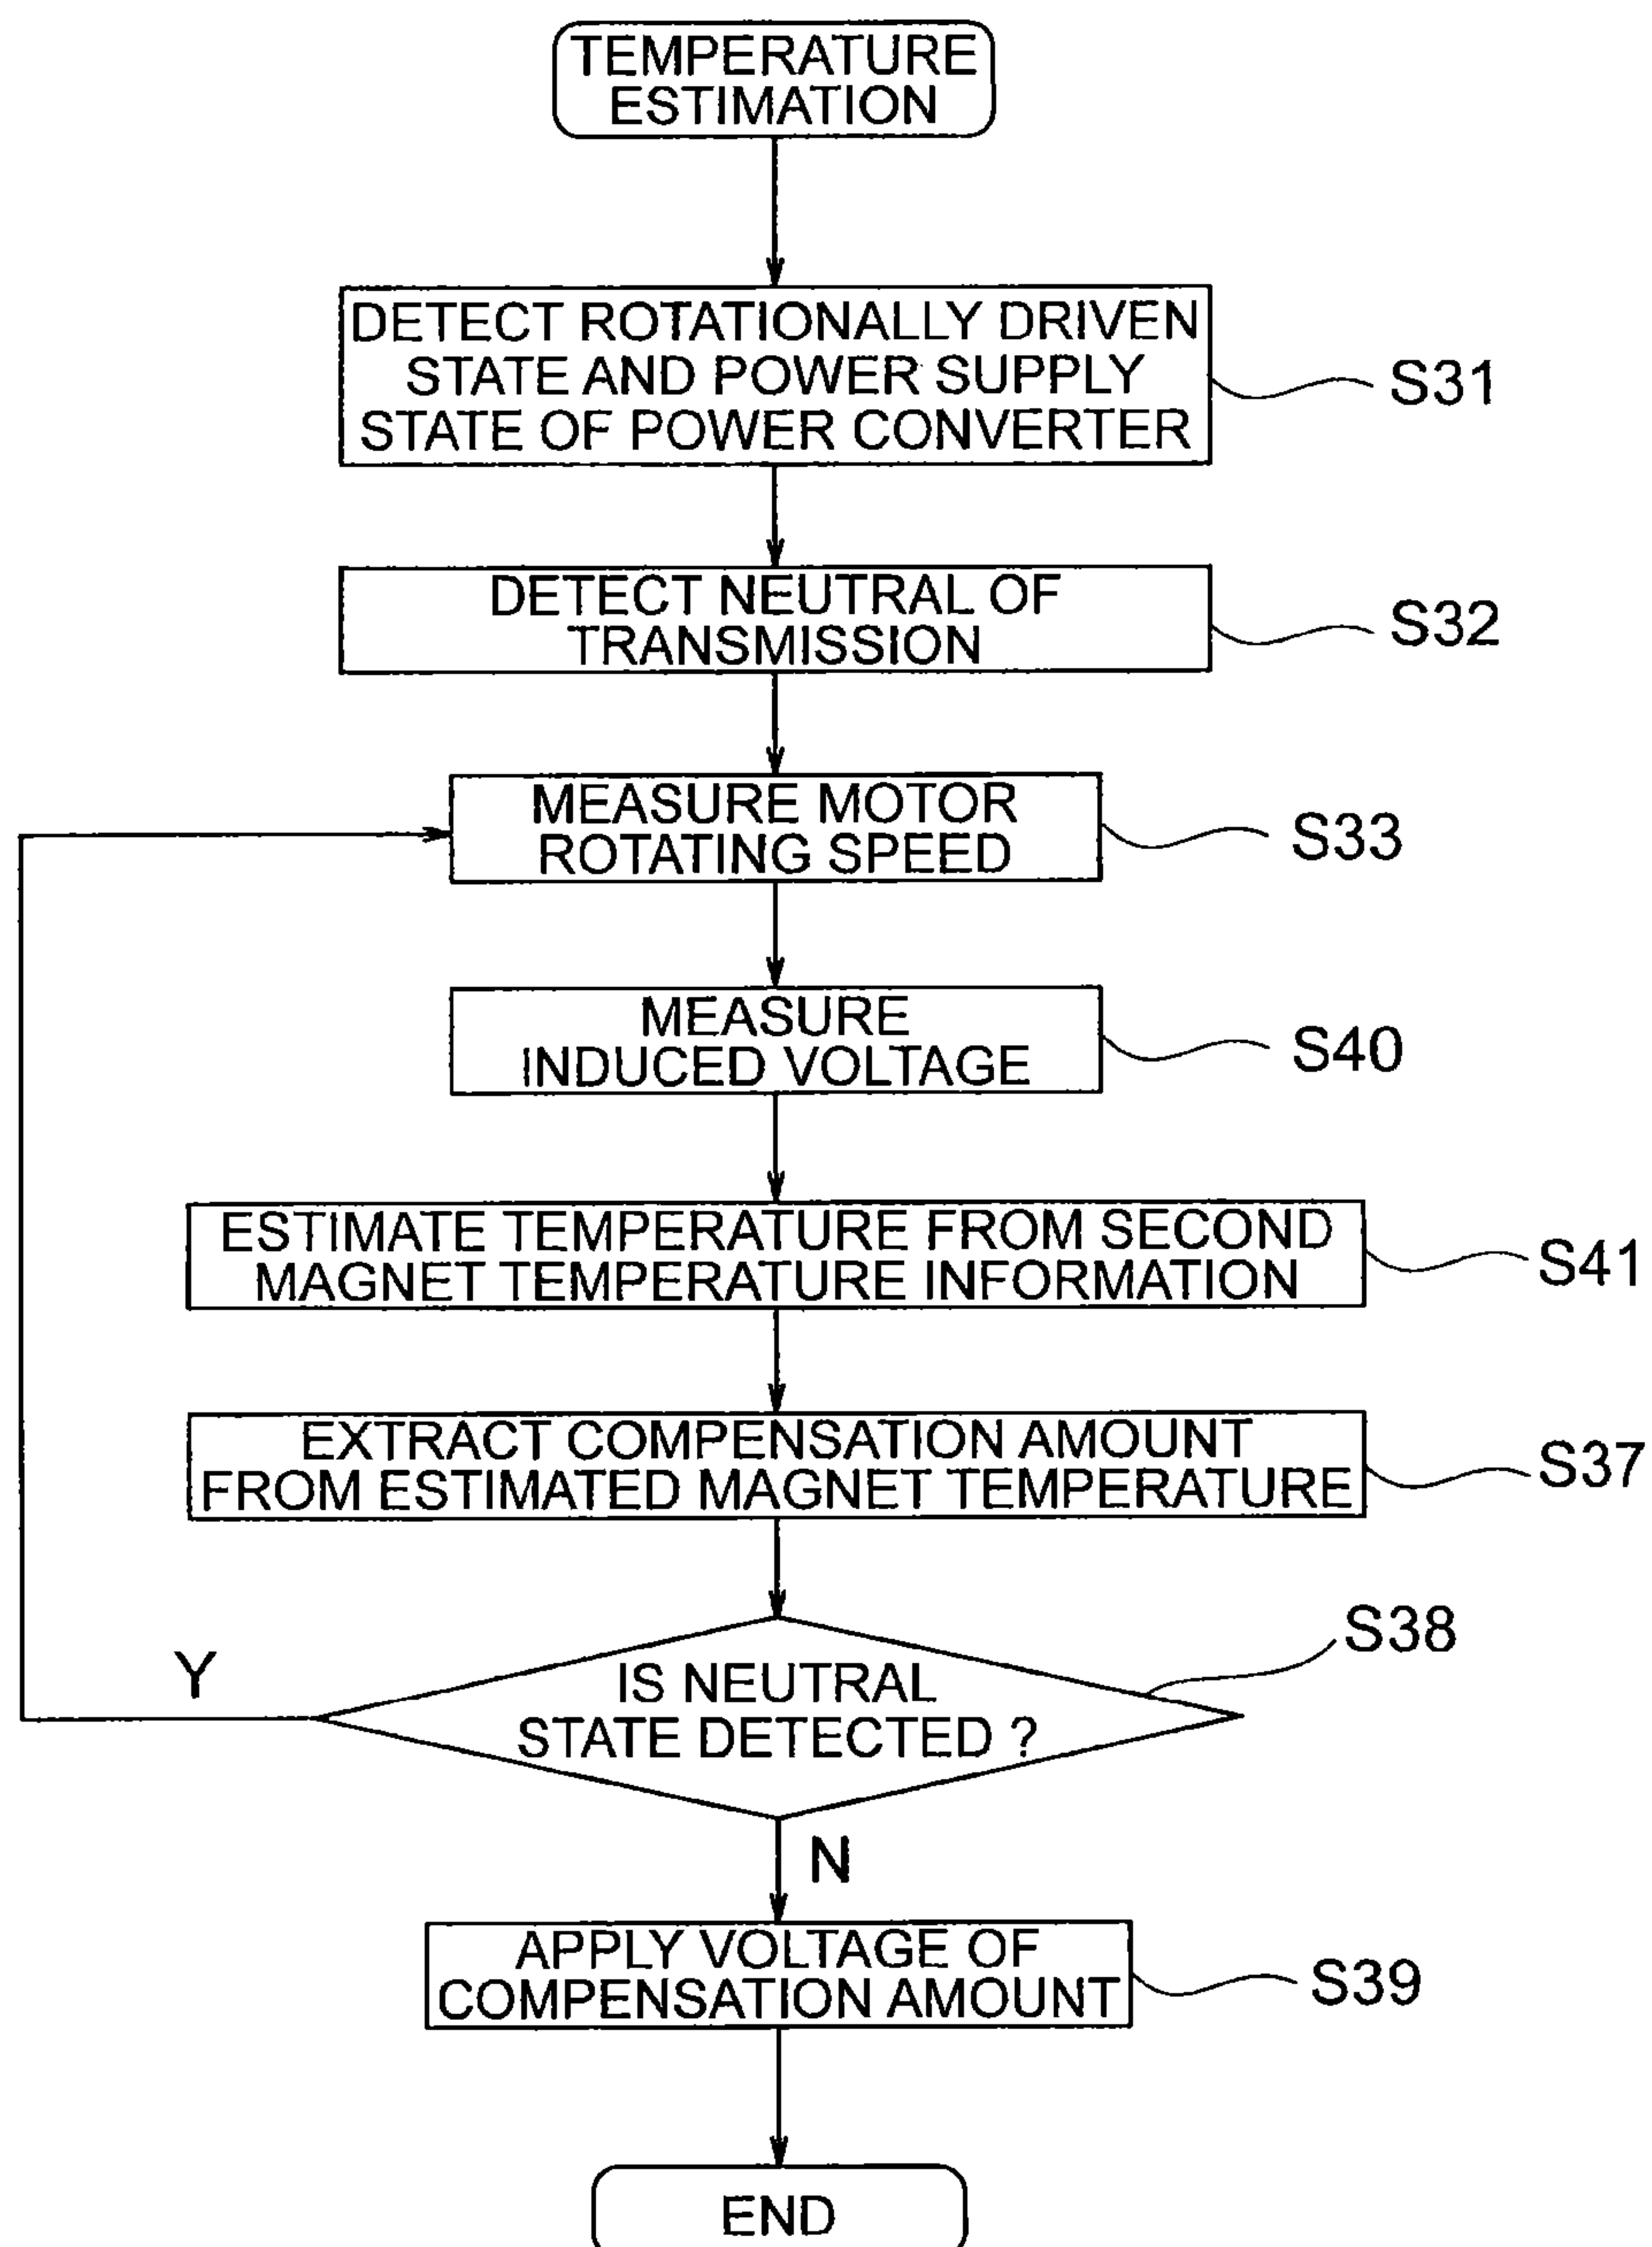 TEMPERATURE
ESTIMATION
DETECT ROTATIONALLY DRIVEN
STATE AND POWER SUPPLY
STATE OF POWER CONVERTER
S31
DETECT NEUTRAL OF
TRANSMISSION
S32
MEASURE MOTOR
ROTATING SPEED
S33
MEASURE
INDUCED VOLTAGE
S40
ESTIMATE TEMPERATURE FROM SECOND
MAGNET TEMPERATURE INFORMATION
S41
EXTRACT COMPENSATION AMOUNT
FROM ESTIMATED MAGNET TEMPERATURE
S37
S38
Y
IS NEUTRAL
STATE DETECTED ?
N
APPLY VOLTAGE OF
COMPENSATION AMOUNT
S39
END